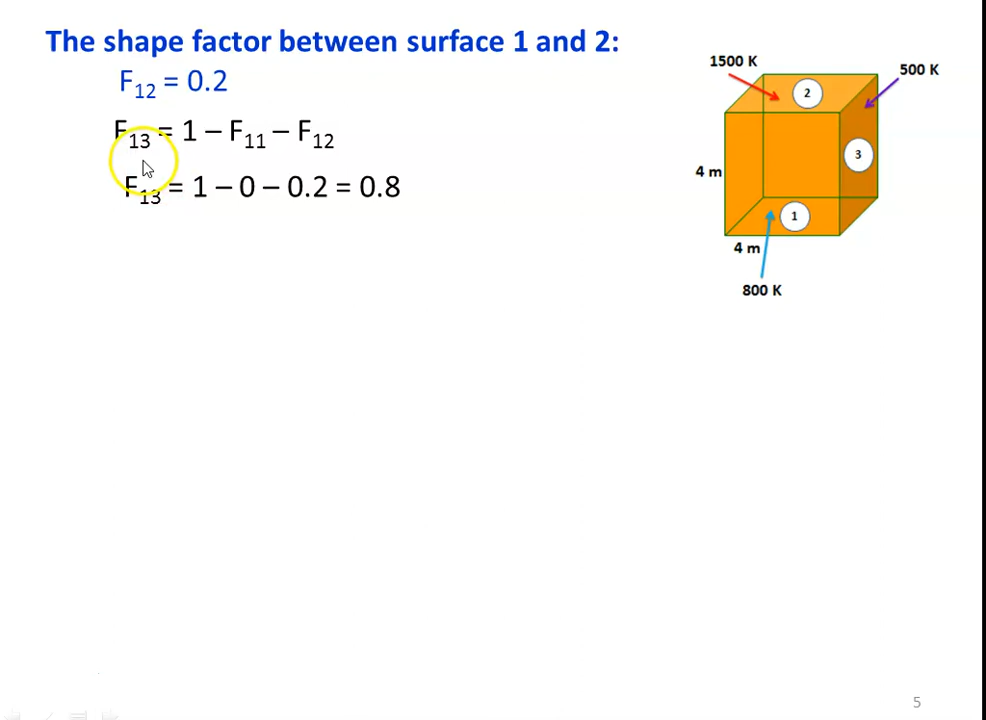 The shape factor between surface 1 and 2:
F₁₂ = 0.2
F₁₃ = 1 – F₁₁ – F₁₂
F₁₃ = 1 – 0 – 0.2 = 0.8
1500 K
500 K
2
3
4 m
1
4 m
800 K
5